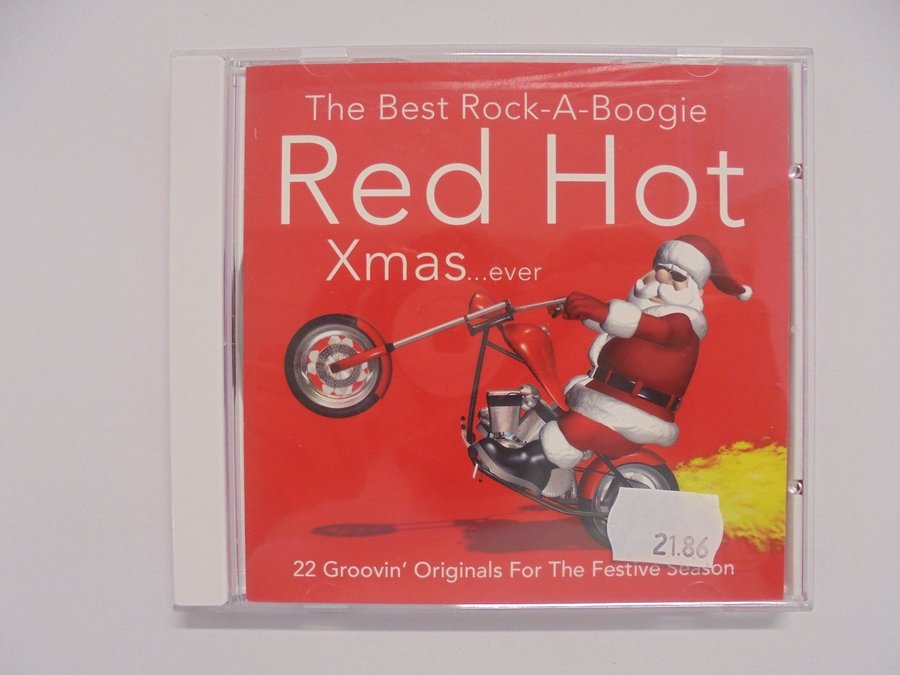 The Best Rock-A-Boogie
Red Hot
Xmas...ever
21.86
22 Groovin' Originals For The Festive Season